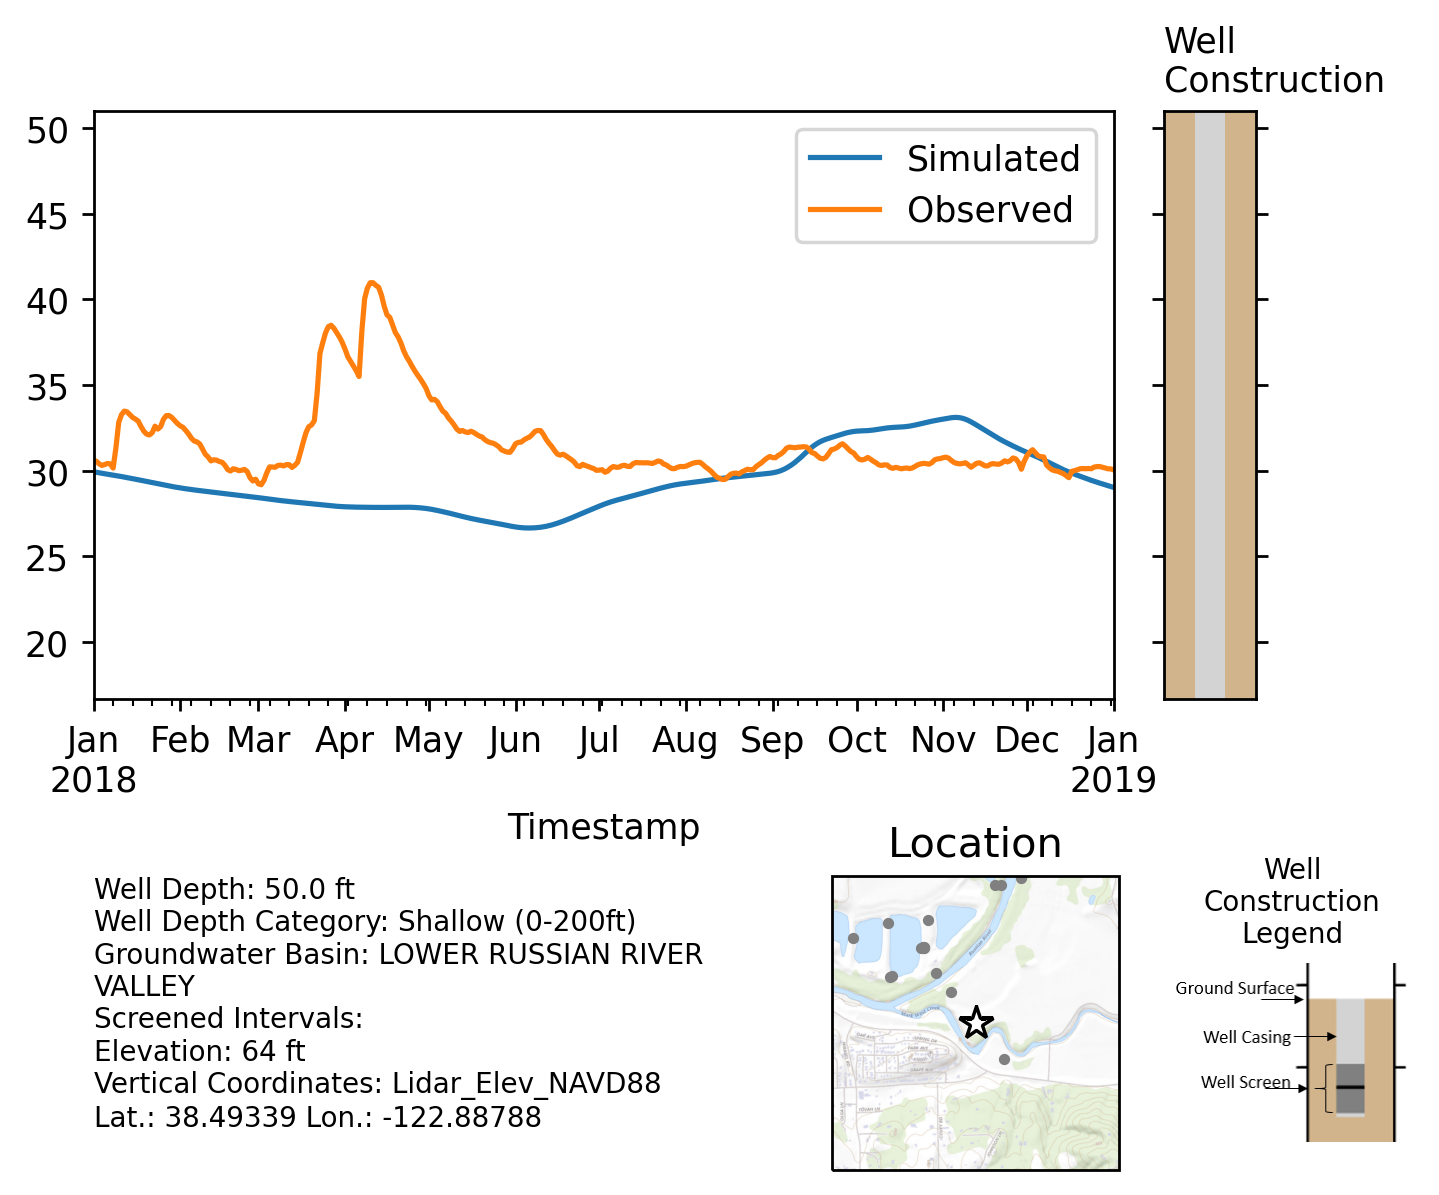 Well
Construction
50
45
40
35
30
25
20
Simulated
Observed
Jan Feb Mar Apr May Jun Jul Aug Sep Oct Nov Dec Jan
2018 2019
Timestamp
Well Depth: 50.0 ft
Well Depth Category: Shallow (0-200ft)
Groundwater Basin: LOWER RUSSIAN RIVER
VALLEY
Screened Intervals:
Elevation: 64 ft
Vertical Coordinates: Lidar_Elev_NAVD88
Lat.: 38.49339 Lon.: -122.88788
Location
Well
Construction
Legend
Ground Surface
Well Casing
Well Screen